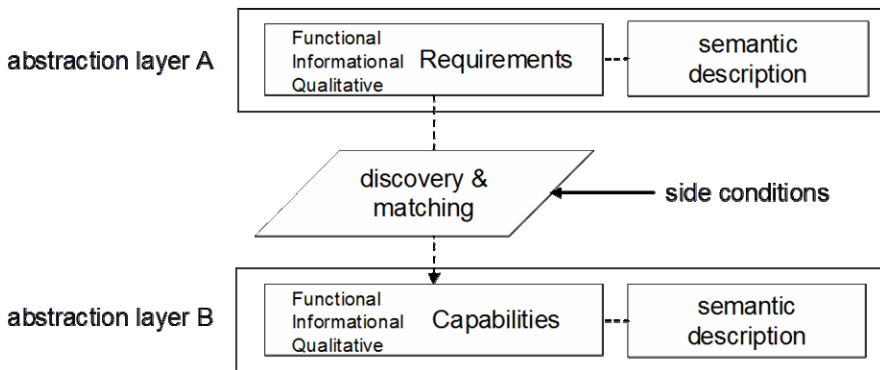 abstraction layer A
Functional
Informational
Qualitative
Requirements
semantic
description
discovery &
matching
side conditions
abstraction layer B
Functional
Informational
Qualitative
Capabilities
semantic
description